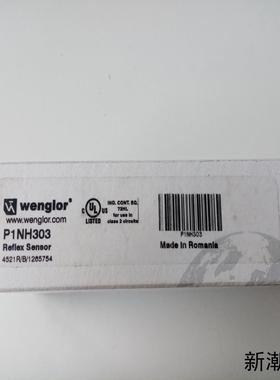 wenglor®
www.wenglor.com
C UL US LISTED
IND. CONT. EQ.
72HL
for use in
class 2 circuits
P1NH303
Reflex Sensor
4521R/B/1265754
P1NH303
Made in Romania
新潮